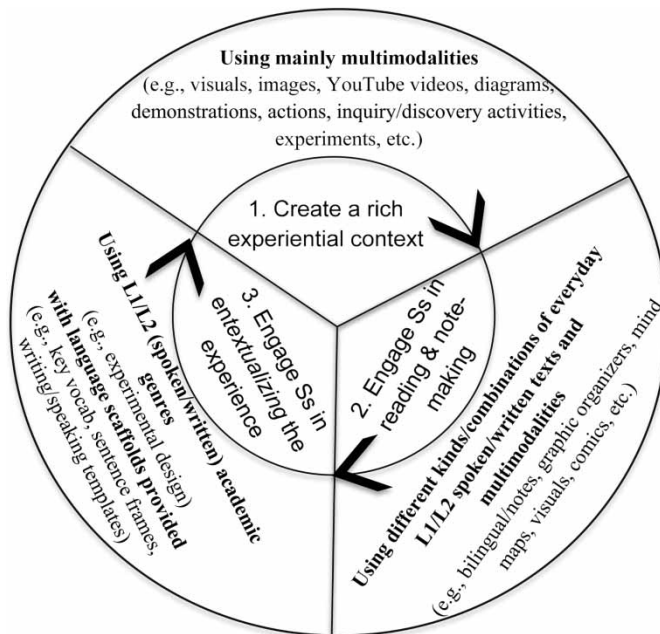 Using mainly multimodalities
(e.g., visuals, images, YouTube videos, diagrams,
demonstrations, actions, inquiry/discovery activities,
experiments, etc.)
1. Create a rich
experiential context
2. Engage Ss in
reading & note-
making
Using different kinds/combinations of everyday
L1/L2 spoken/written texts and
multimodalities
(e.g., bilingual/notes, graphic organizers, mind
maps, visuals, comics, etc.)
3. Engage Ss in
entextualizing the
experience
Using L1/L2 (spoken/written) academic
genres
(e.g., experimental design)
with language scaffolds provided
(e.g., key vocab, sentence frames,
writing/speaking templates)